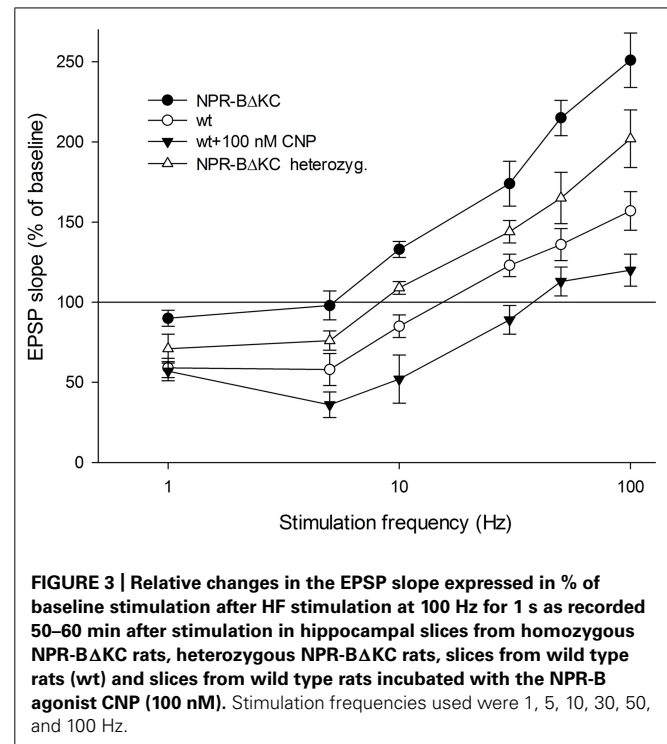 250
200
150
100
50
0
NPR-BΔKC
wt
wt+100 nM CNP
NPR-BΔKC heterozyg.
EPSP slope (% of baseline)
1
10
100
Stimulation frequency (Hz)
FIGURE 3 | Relative changes in the EPSP slope expressed in % of
baseline stimulation after HF stimulation at 100 Hz for 1 s as recorded
50–60 min after stimulation in hippocampal slices from homozygous
NPR-BΔKC rats, heterozygous NPR-BΔKC rats, slices from wild type
rats (wt) and slices from wild type rats incubated with the NPR-B
agonist CNP (100 nM). Stimulation frequencies used were 1, 5, 10, 30, 50,
and 100 Hz.